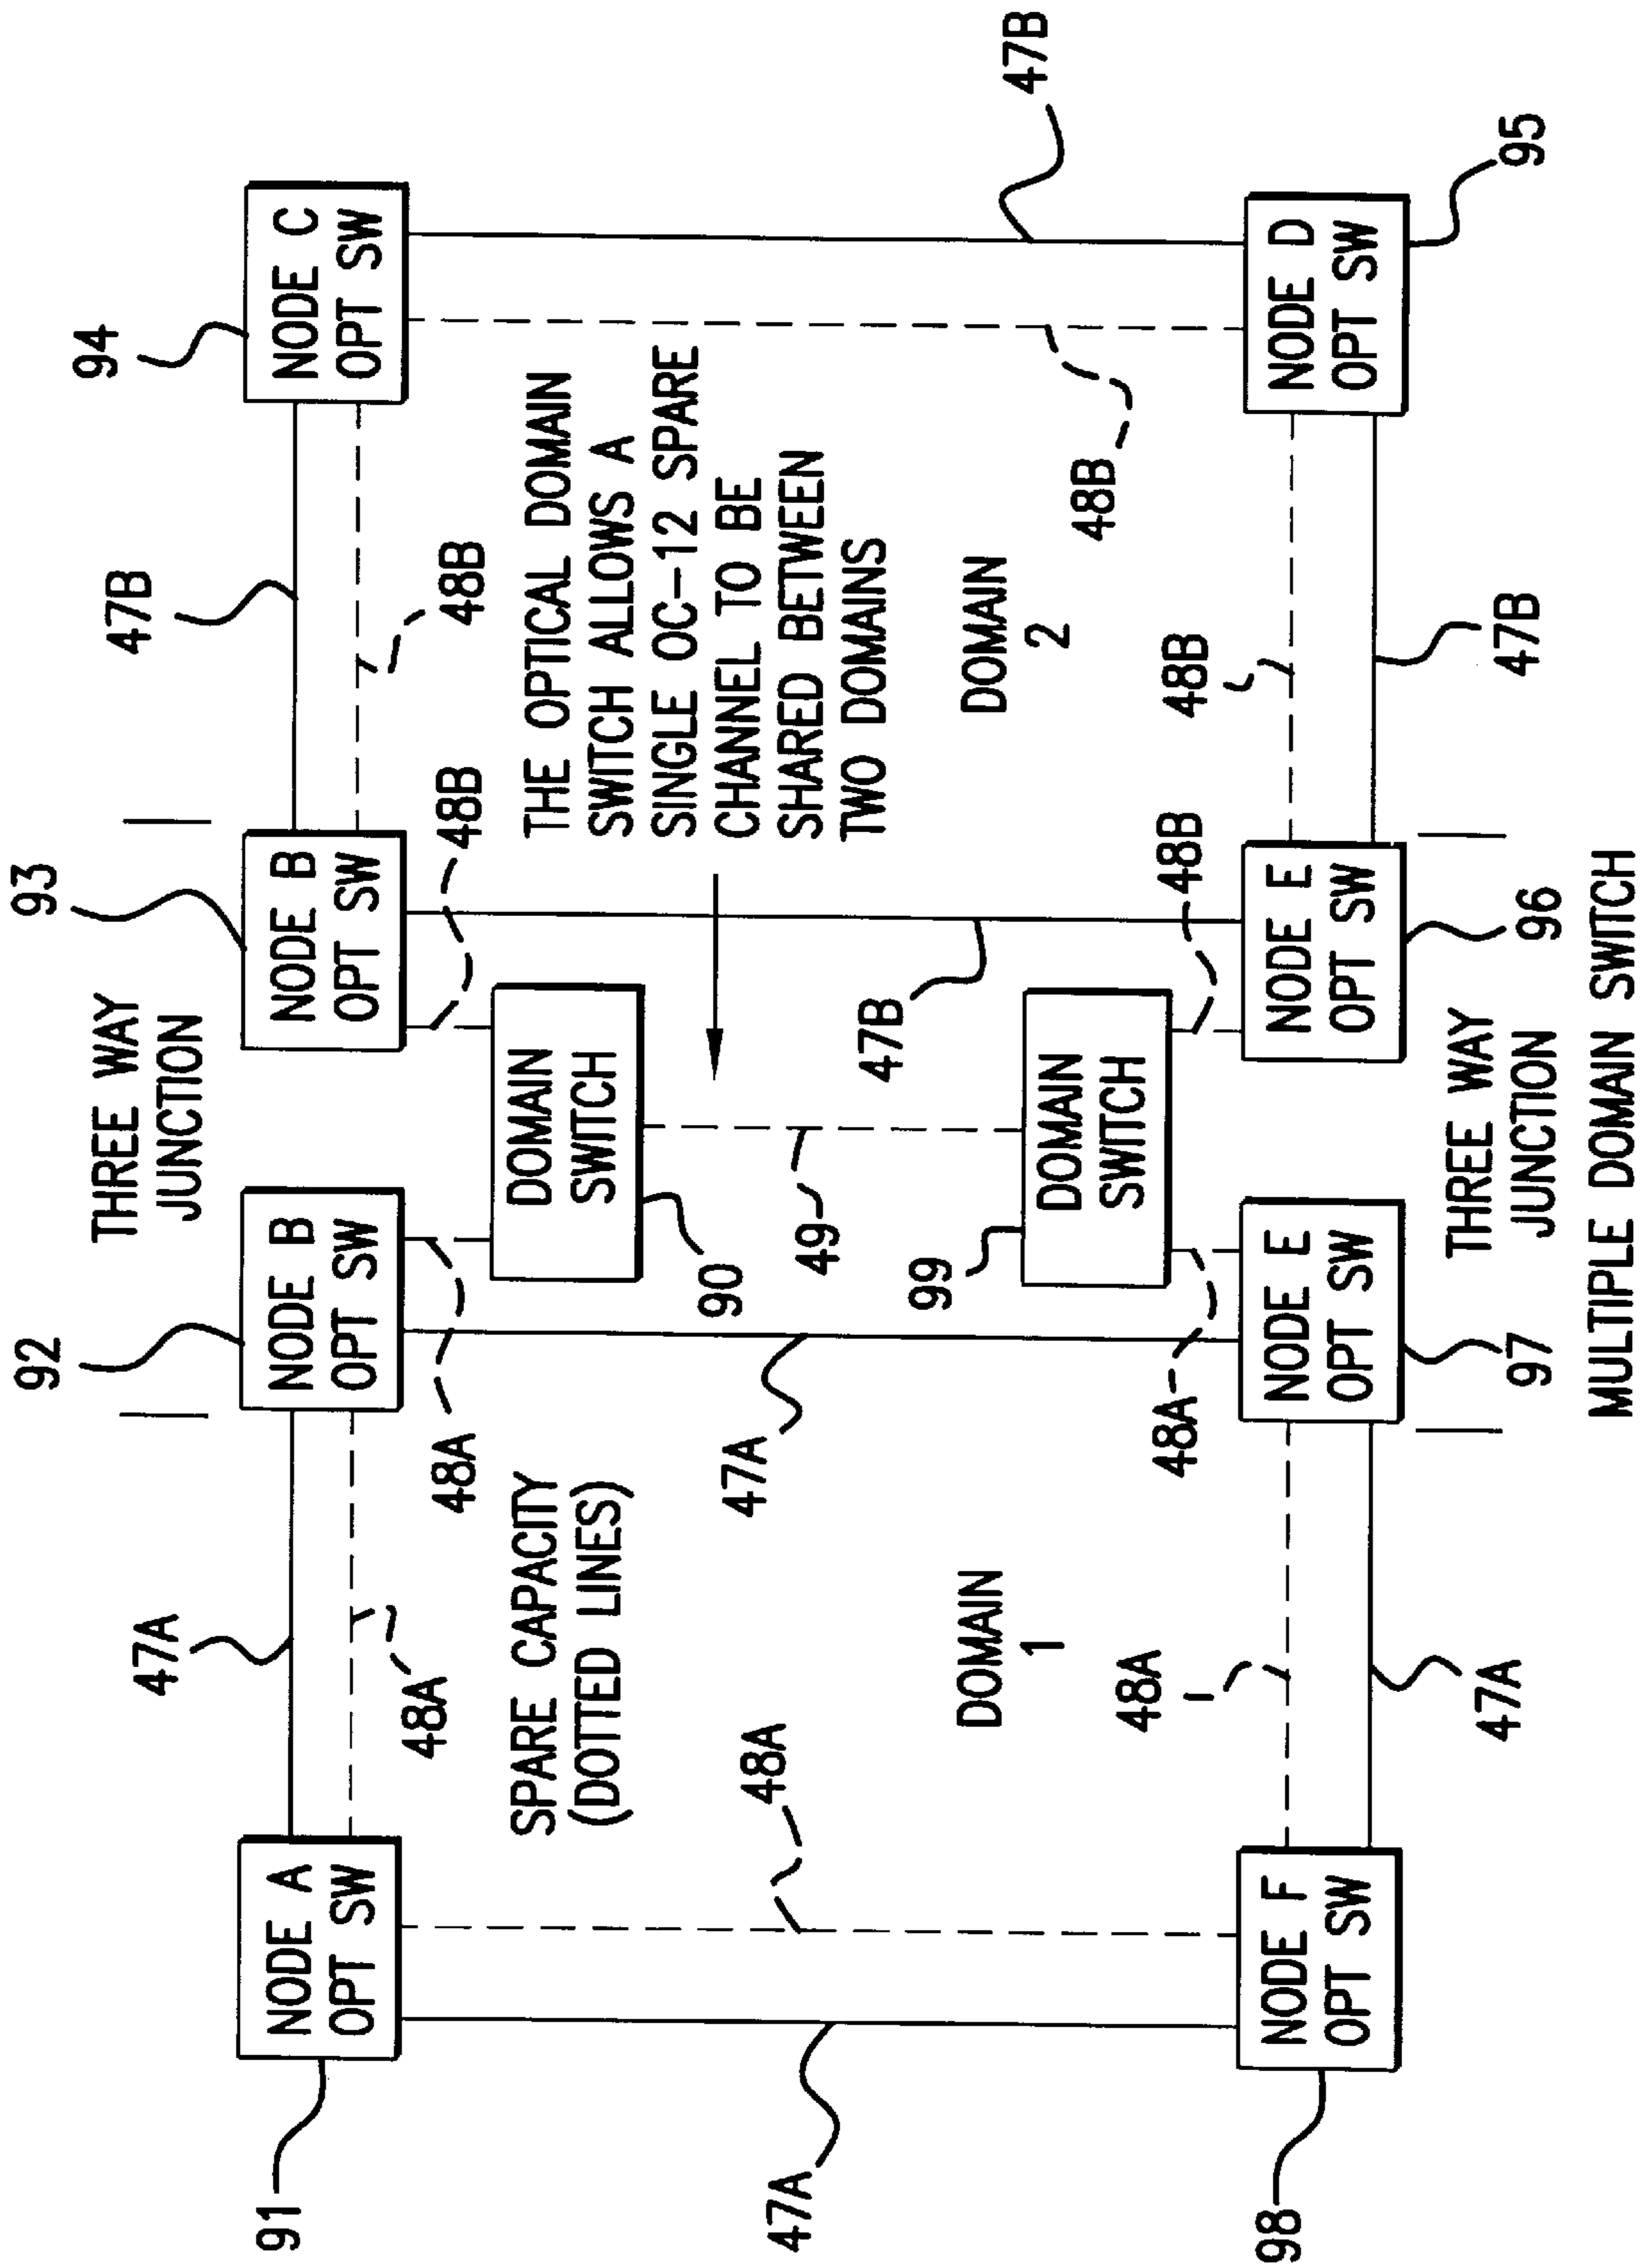 92
93
94
THREE WAY
JUNCTION
47A
47B
91
NODE A
OPT SW
NODE B
OPT SW
NODE B
OPT SW
NODE C
OPT SW
48A
48A
48B
48B
SPARE CAPACITY
(DOTTED LINES)
DOMAIN
SWITCH
THE OPTICAL DOMAIN
SWITCH ALLOWS A
SINGLE OC-12 SPARE
CHANNEL TO BE
SHARED BETWEEN
TWO DOMAINS
90
47A
48A
47A
49
47B
47B
99
DOMAIN
1
DOMAIN
2
DOMAIN
SWITCH
48B
48A
48A
48B
48B
98
NODE F
OPT SW
NODE E
OPT SW
NODE E
OPT SW
NODE D
OPT SW
47A
97
96
47B
95
THREE WAY
JUNCTION
MULTIPLE DOMAIN SWITCH